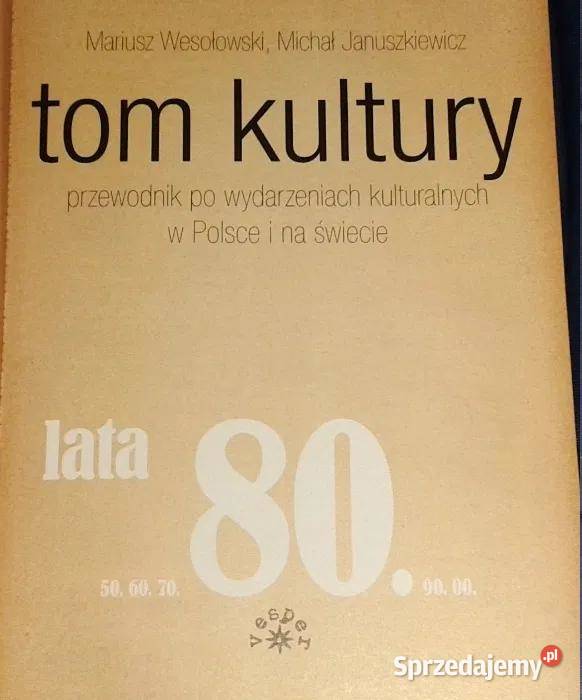 Mariusz Wesołowski, Michał Januszkiewicz
tom kultury
przewodnik po wydarzeniach kulturalnych
w Polsce i na świecie
lata 80.
50. 60. 70. 90. 00.
vesper
Sprzedajemy.pl